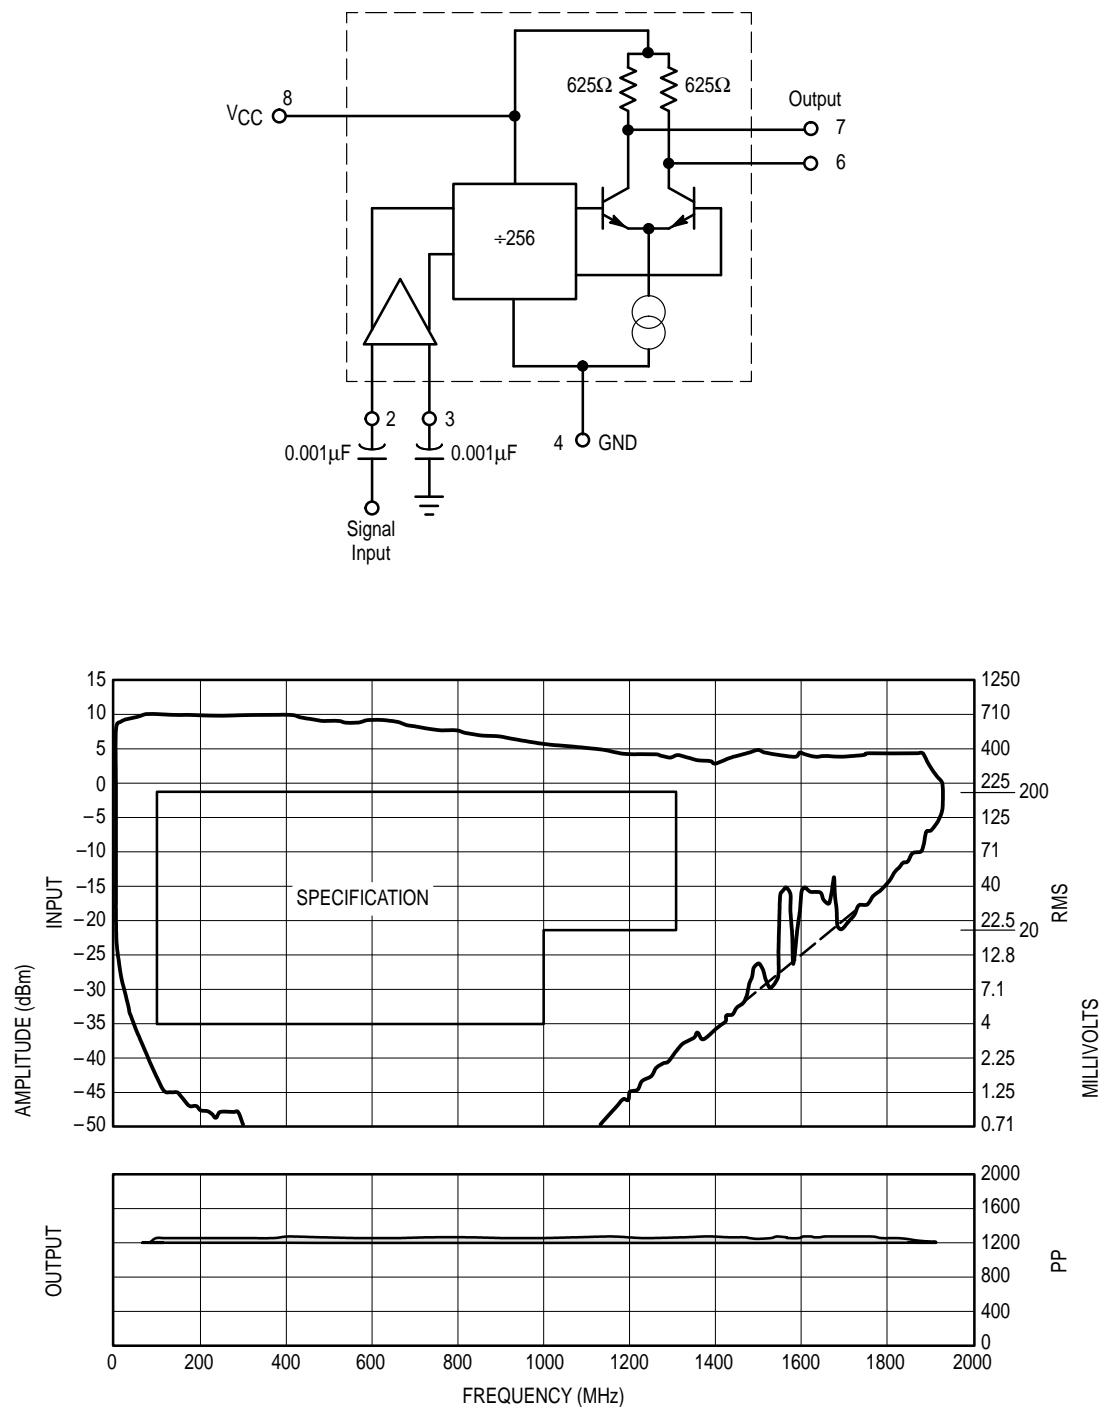 8
VCC
625Ω 625Ω
Output
7
6
÷256
2 3
0.001µF 0.001µF
4 GND
Signal
Input
15 1250
10 710
5 400
0 225
200
−5 125
−10 71
−15 40
SPECIFICATION
−20 22.5
20
−25 12.8
−30 7.1
−35 4
−40 2.25
−45 1.25
−50 0.71
INPUT
AMPLITUDE (dBm)
RMS
MILLIVOLTS
2000
1600
1200
800
400
0
OUTPUT
PP
0 200 400 600 800 1000 1200 1400 1600 1800 2000
FREQUENCY (MHz)